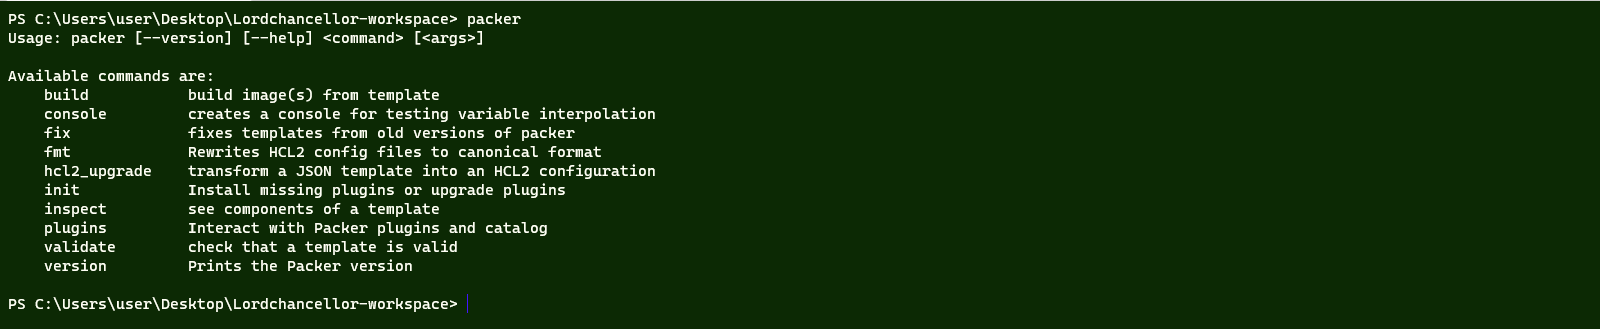 PS C:\Users\user\Desktop\Lordchancellor-workspace> packer
Usage: packer [--version] [--help] <command> [<args>]
Available commands are:
build build image(s) from template
console creates a console for testing variable interpolation
fix fixes templates from old versions of packer
fmt Rewrites HCL2 config files to canonical format
hcl2_upgrade transform a JSON template into an HCL2 configuration
init Install missing plugins or upgrade plugins
inspect see components of a template
plugins Interact with Packer plugins and catalog
validate check that a template is valid
version Prints the Packer version
PS C:\Users\user\Desktop\Lordchancellor-workspace>